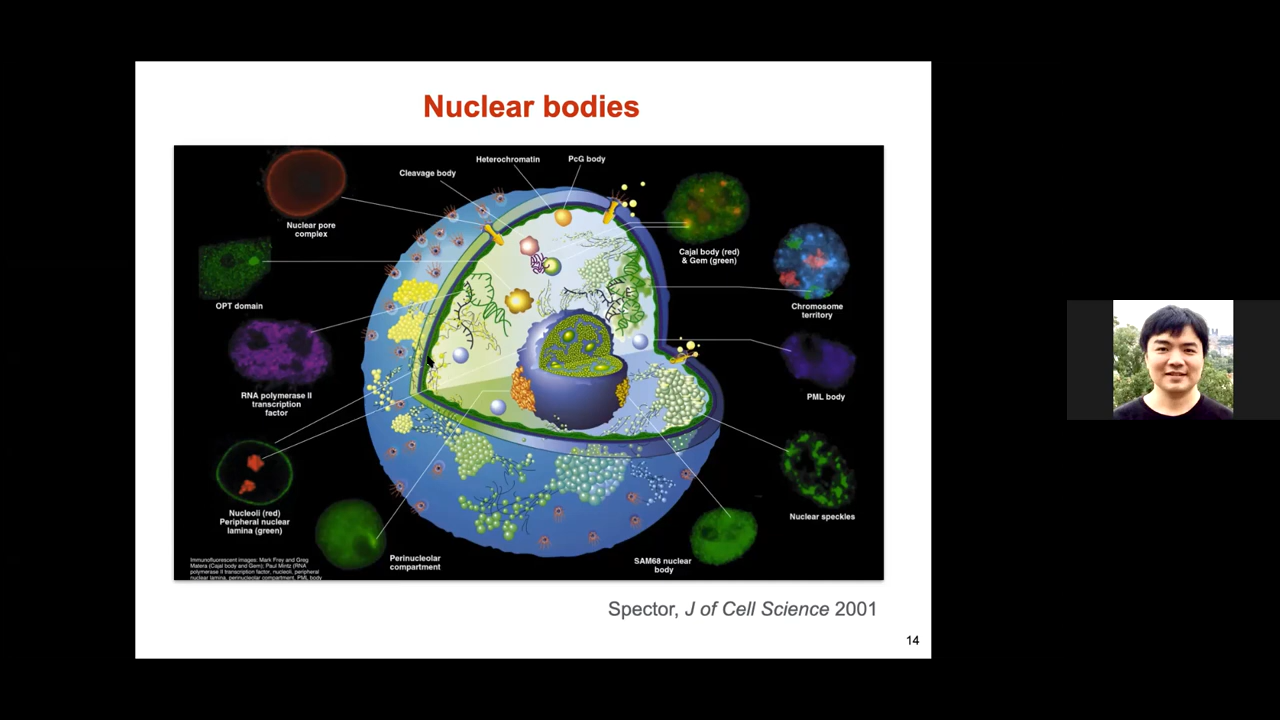 Nuclear bodies
Heterochromatin
PcG body
Cleavage body
Nuclear pore
complex
Cajal body (red)
& Gem (green)
OPT domain
Chromosome
territory
RNA polymerase II
transcription
factor
PML body
Nucleoli (red)
Peripheral nuclear
lamina (green)
Nuclear speckles
Perinucleolar
compartment
SAM68 nuclear
body
Immunofluorescent images: Mark Frey and Greg
Matera (Cajal body and Gem); Paul Mintz (RNA
polymerase II transcription factor, nucleoli, peripheral
nuclear lamina, perinucleolar compartment, PML body
Spector, J of Cell Science 2001
14